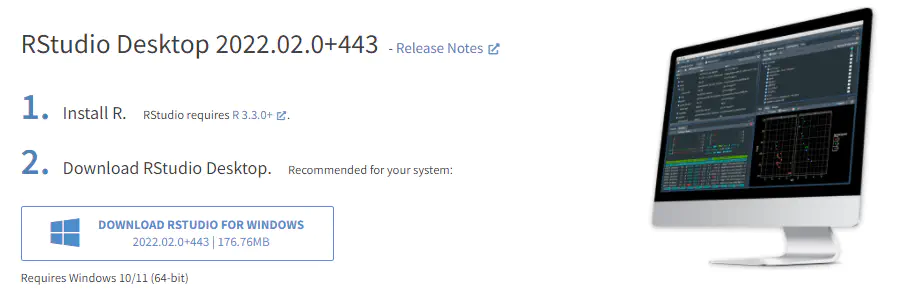 RStudio Desktop 2022.02.0+443 - Release Notes
1. Install R. RStudio requires R 3.3.0+.
2. Download RStudio Desktop. Recommended for your system:
DOWNLOAD RSTUDIO FOR WINDOWS
2022.02.0+443 | 176.76MB
Requires Windows 10/11 (64-bit)